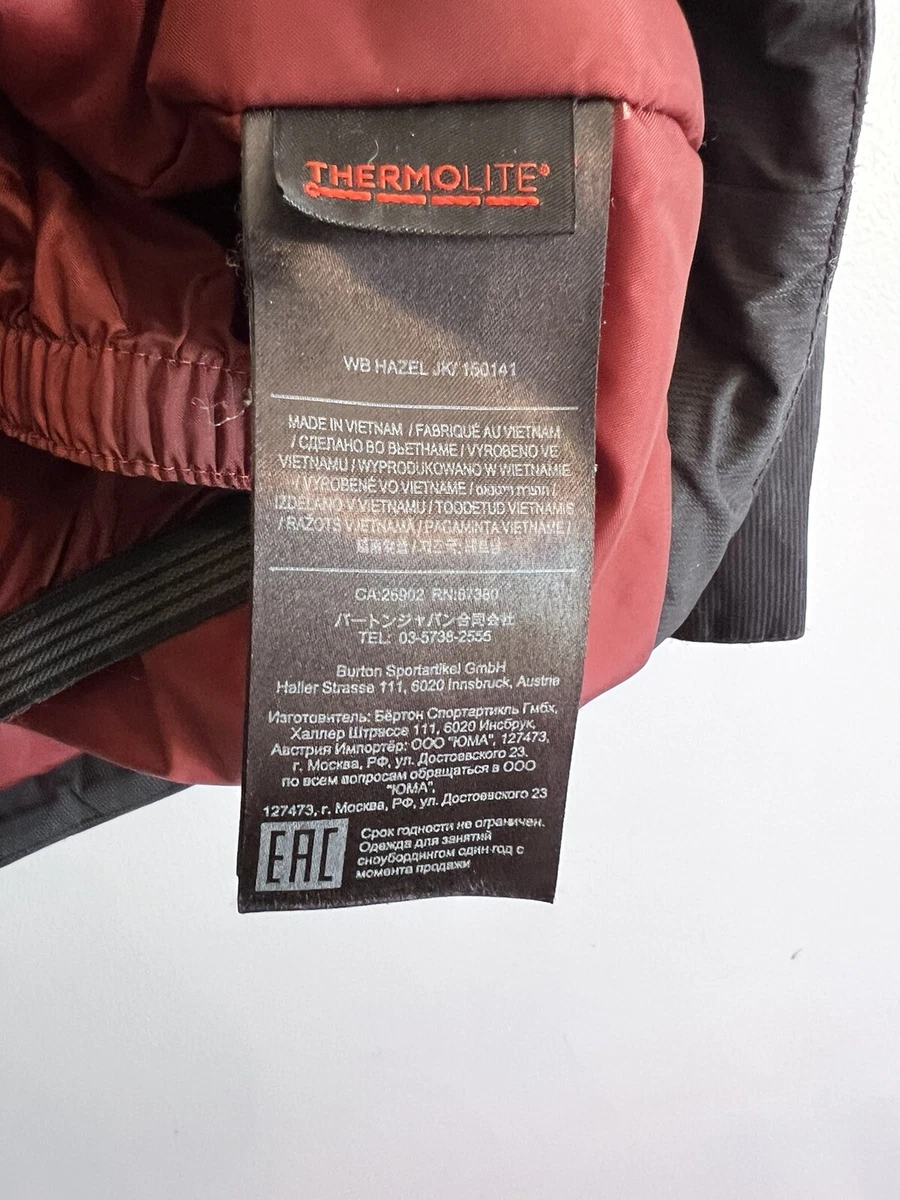 THERMOLITE®
WB HAZEL JK/ 150141
MADE IN VIETNAM / FABRIQUÉ AU VIETNAM
/ СДЕЛАНО ВО ВЬЕТНАМЕ / VYROBENO VE
VIETNAMU / WYPRODUKOWANO W WIETNAMIE
/ VYROBENÉ VO VIETNAME /
IZDELANO V VIETNAMU / TOODETUD VIETNAMIS
/ RAŽOTS VJETNAMĀ / PAGAMINTA VIETNAME /
CA:25902 RN:67380
バートンジャパン合同会社
TEL: 03-5738-2555
Burton Sportartikel GmbH
Haller Strasse 111, 6020 Innsbruck, Austria
Изготовитель: Бёртон Спортартикль Гмбх,
Халлер Штрассе 111, 6020 Инсбрук,
Австрия Импортёр: ООО "ЮМА", 127473,
г. Москва, РФ, ул. Достоевского 23,
по всем вопросам обращаться в ООО
"ЮМА",
127473, г. Москва, РФ, ул. Достоевского 23
EAC
Срок годности не ограничен.
Одежда для занятий
сноубордингом один год с
момента продажи